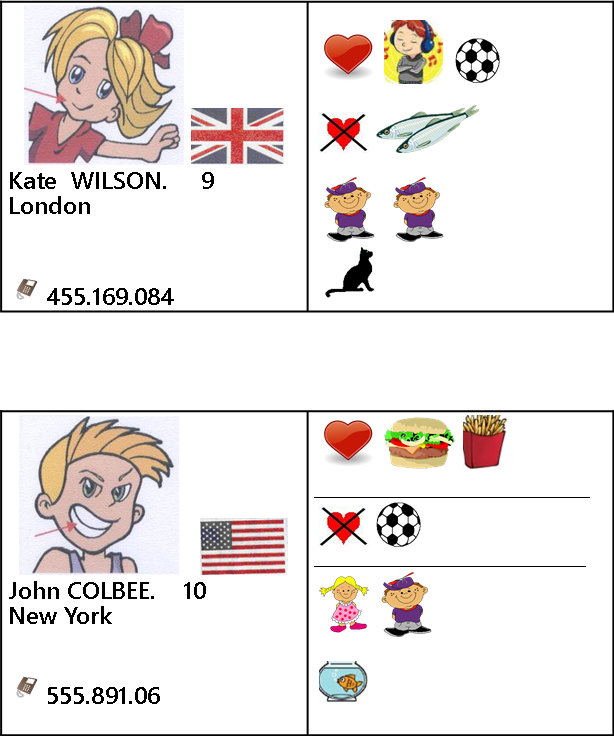 Kate WILSON. 9
London
455.169.084
John COLBEE. 10
New York
555.891.06